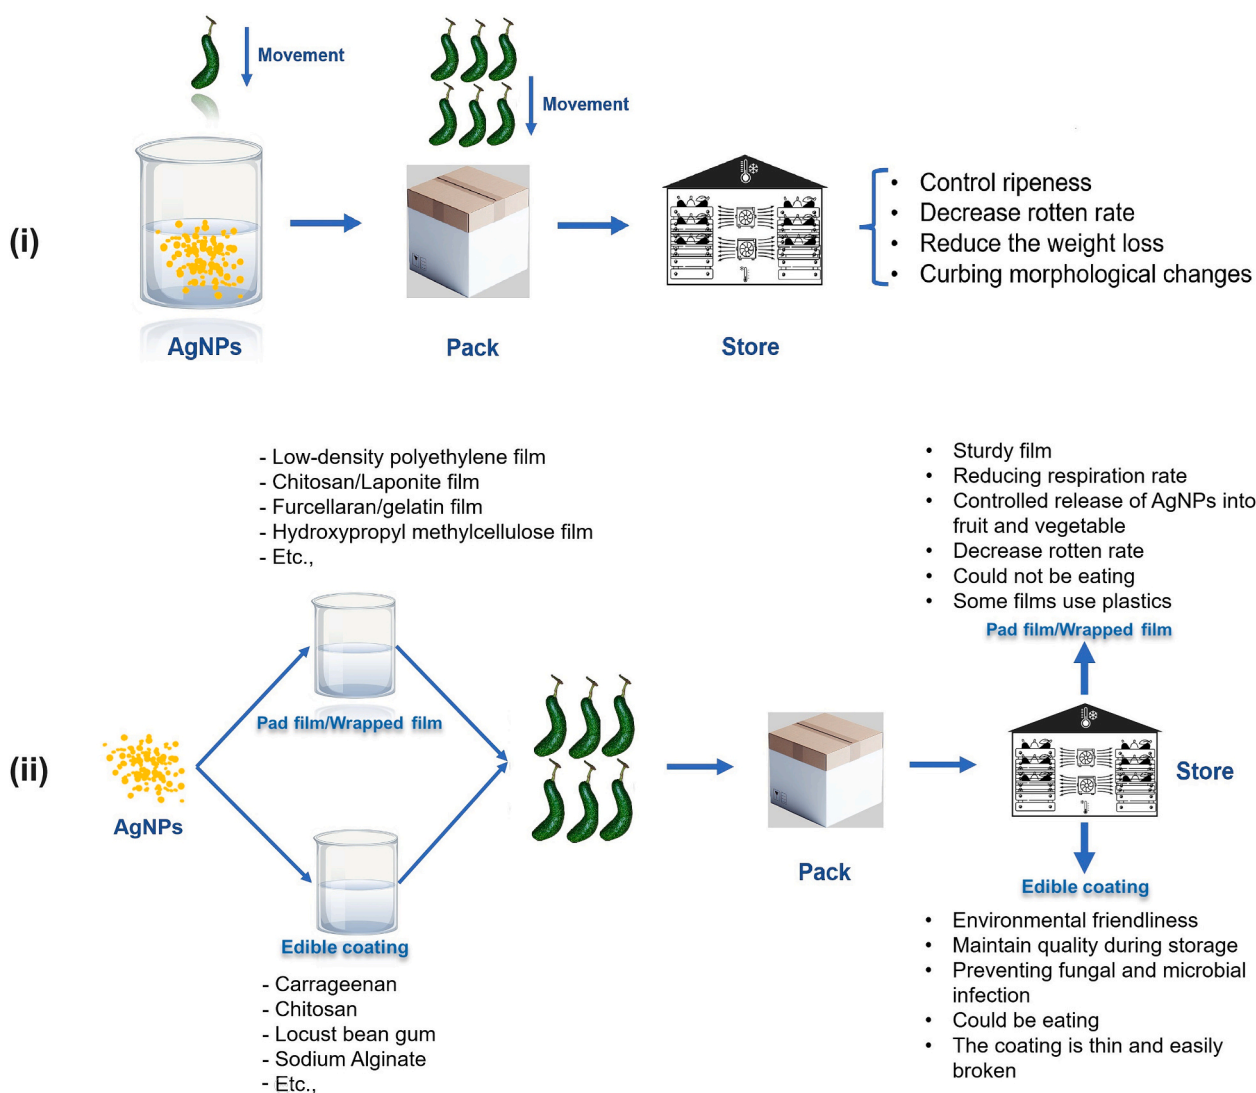 Movement
Movement
(i)
• Control ripeness
• Decrease rotten rate
• Reduce the weight loss
• Curbing morphological changes
AgNPs
Pack
Store
- Low-density polyethylene film
- Chitosan/Laponite film
- Furcellaran/gelatin film
- Hydroxypropyl methylcellulose film
- Etc.,
• Sturdy film
• Reducing respiration rate
• Controlled release of AgNPs into
fruit and vegetable
• Decrease rotten rate
• Could not be eating
• Some films use plastics
Pad film/Wrapped film
Pad film/Wrapped film
(ii)
AgNPs
Pack
Store
Edible coating
Edible coating
- Carrageenan
- Chitosan
- Locust bean gum
- Sodium Alginate
- Etc.,
• Environmental friendliness
• Maintain quality during storage
• Preventing fungal and microbial
infection
• Could be eating
• The coating is thin and easily
broken